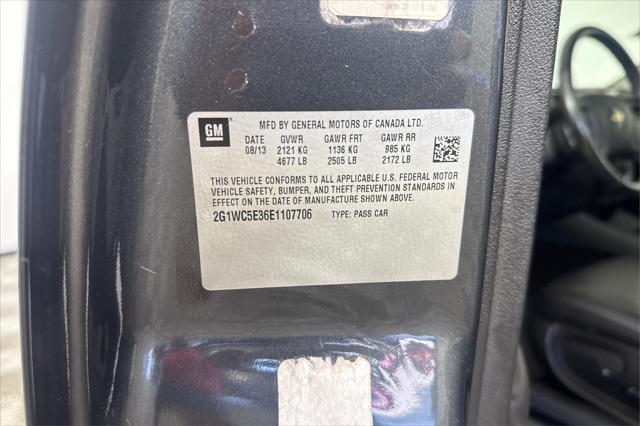 GM
MFD BY GENERAL MOTORS OF CANADA LTD.
DATE GVWR GAWR FRT GAWR RR
08/13 2121 KG 1136 KG 985 KG
4677 LB 2505 LB 2172 LB
THIS VEHICLE CONFORMS TO ALL APPLICABLE U.S. FEDERAL MOTOR
VEHICLE SAFETY, BUMPER, AND THEFT PREVENTION STANDARDS IN
EFFECT ON THE DATE OF MANUFACTURE SHOWN ABOVE.
2G1WC5E36E1107706 TYPE: PASS CAR